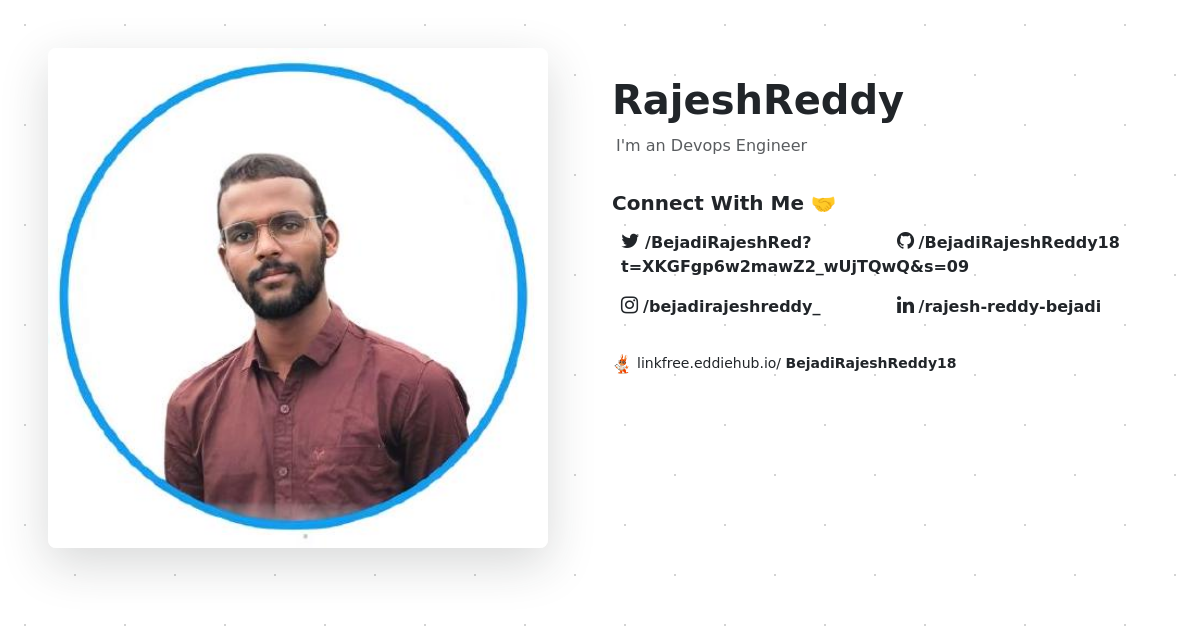 RajeshReddy
I'm an Devops Engineer
Connect With Me 🤝
/BejadiRajeshRed?
t=XKGFgp6w2mawZ2_wUjTQwQ&s=09
/BejadiRajeshReddy18
/bejadirajeshreddy_
/rajesh-reddy-bejadi
linkfree.eddiehub.io/ BejadiRajeshReddy18